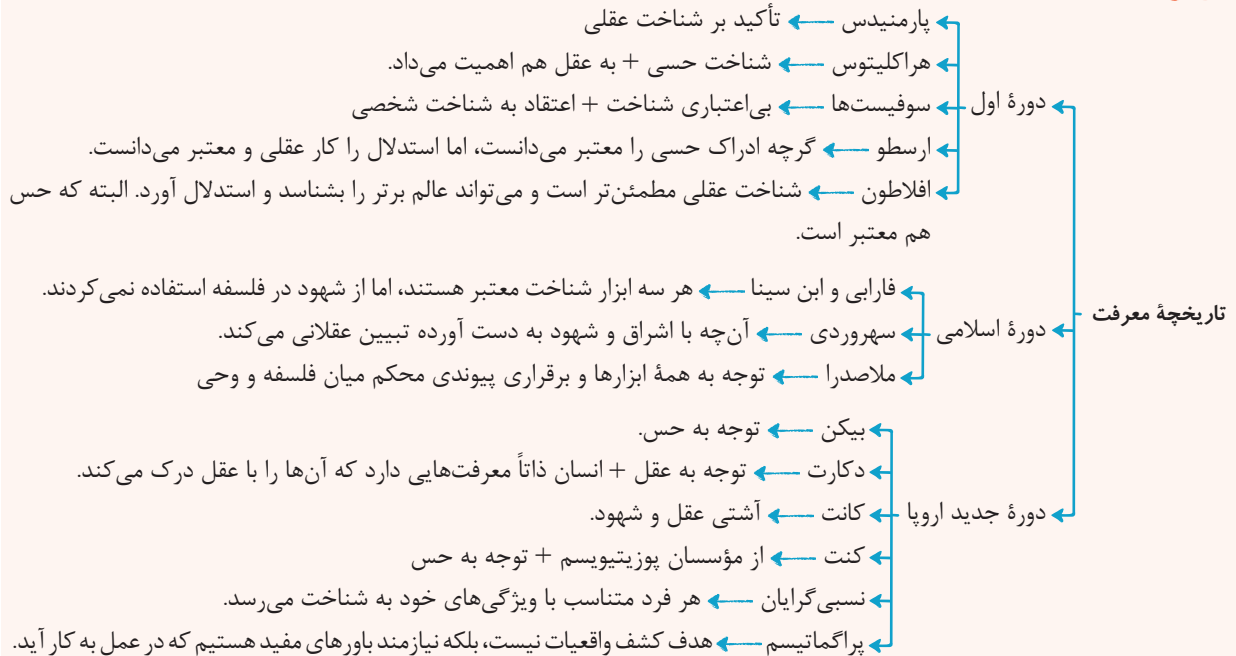 تاریخچهٔ معرفت
دورهٔ اول
پارمنیدس ← تأکید بر شناخت عقلی
هراکلیتوس ← شناخت حسی + به عقل هم اهمیت می‌داد.
سوفیست‌ها ← بی‌اعتباری شناخت + اعتقاد به شناخت شخصی
ارسطو ← گرچه ادراک حسی را معتبر می‌دانست، اما استدلال را کار عقلی و معتبر می‌دانست.
افلاطون ← شناخت عقلی مطمئن‌تر است و می‌تواند عالم برتر را بشناسد و استدلال آورد. البته که حس
هم معتبر است.
دورهٔ اسلامی
فارابی و ابن سینا ← هر سه ابزار شناخت معتبر هستند، اما از شهود در فلسفه استفاده نمی‌کردند.
سهروردی ← آن‌چه با اشراق و شهود به دست آورده تبیین عقلانی می‌کند.
ملاصدرا ← توجه به همهٔ ابزارها و برقراری پیوندی محکم میان فلسفه و وحی
دورهٔ جدید اروپا
بیکن ← توجه به حس.
دکارت ← توجه به عقل + انسان ذاتاً معرفت‌هایی دارد که آن‌ها را با عقل درک می‌کند.
کانت ← آشتی عقل و شهود.
کنت ← از مؤسسان پوزیتیویسم + توجه به حس
نسبی‌گرایان ← هر فرد متناسب با ویژگی‌های خود به شناخت می‌رسد.
پراگماتیسم ← هدف کشف واقعیات نیست، بلکه نیازمند باورهای مفید هستیم که در عمل به کار آید.